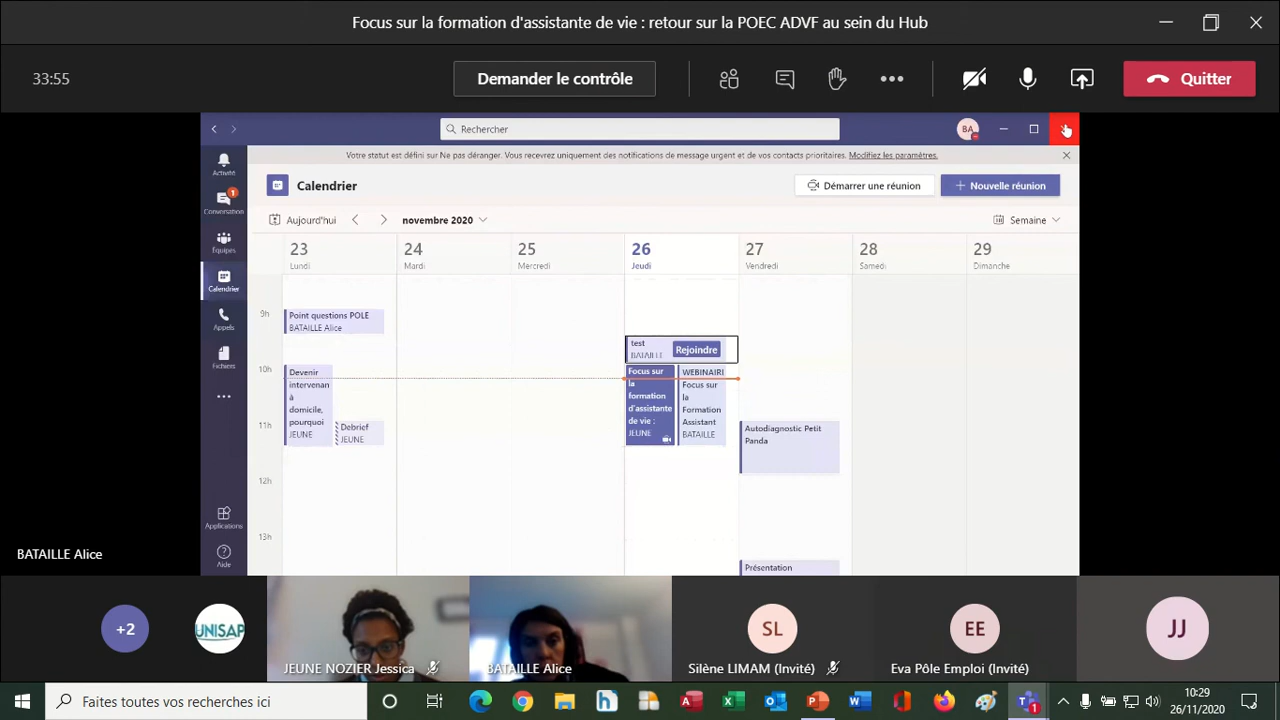 Focus sur la formation d'assistante de vie : retour sur la POEC ADVF au sein du Hub
33:55
Demander le contrôle
Quitter
Rechercher
BA
Votre statut est défini sur Ne pas déranger. Vous recevrez uniquement des notifications de message urgent et de vos contacts prioritaires. Modifiez les paramètres.
Activité
Conversation
1
Équipes
Calendrier
Appels
Fichiers
Applications
Aide
Calendrier
Démarrer une réunion
Nouvelle réunion
Aujourd'hui
novembre 2020
Semaine
23
Lundi
24
Mardi
25
Mercredi
26
Jeudi
27
Vendredi
28
Samedi
29
Dimanche
9h
10h
11h
12h
13h
Point questions POLE
BATAILLE Alice
Devenir
intervenan
à
domicile,
pourquoi
JEUNE
Debrief
JEUNE
test
BATAILLE
Rejoindre
Focus sur
la
formation
d'assistante
de vie :
JEUNE
WEBINAIRI
Focus sur
la
Formation
Assistant
BATAILLE
Autodiagnostic Petit
Panda
Présentation
BATAILLE Alice
+2
UNISAP
JEUNE NOZIER Jessica
BATAILLE Alice
SL
Silène LIMAM (Invité)
EE
Eva Pôle Emploi (Invité)
JJ
Faites toutes vos recherches ici
10:29
26/11/2020